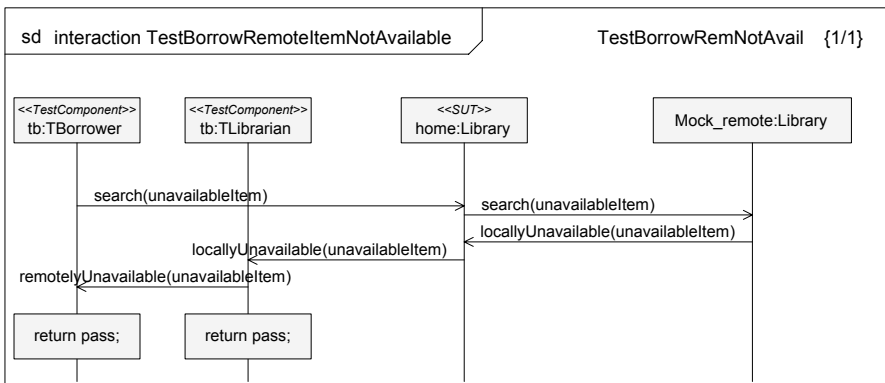 sd interaction TestBorrowRemoteItemNotAvailable
TestBorrowRemNotAvail {1/1}
<<TestComponent>>
tb:TBorrower
<<TestComponent>>
tb:TLibrarian
<<SUT>>
home:Library
Mock_remote:Library
search(unavailableItem)
search(unavailableItem)
locallyUnavailable(unavailableItem)
locallyUnavailable(unavailableItem)
remotelyUnavailable(unavailableItem)
return pass;
return pass;